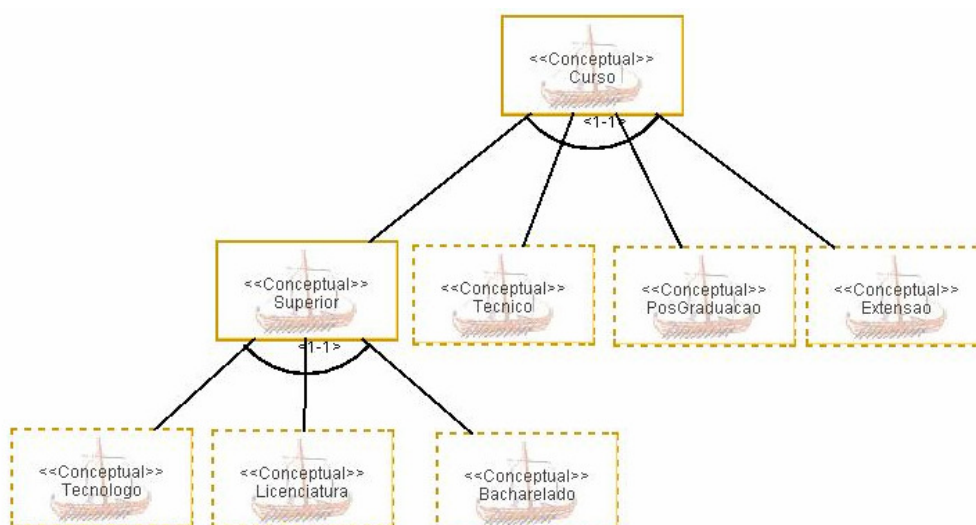 <<Conceptual>>
Curso
<1-1>
<<Conceptual>>
Superior
<<Conceptual>>
Tecnico
<<Conceptual>>
PosGraduacao
<<Conceptual>>
Extensao
<1-1>
<<Conceptual>>
Tecnologo
<<Conceptual>>
Licenciatura
<<Conceptual>>
Bacharelado